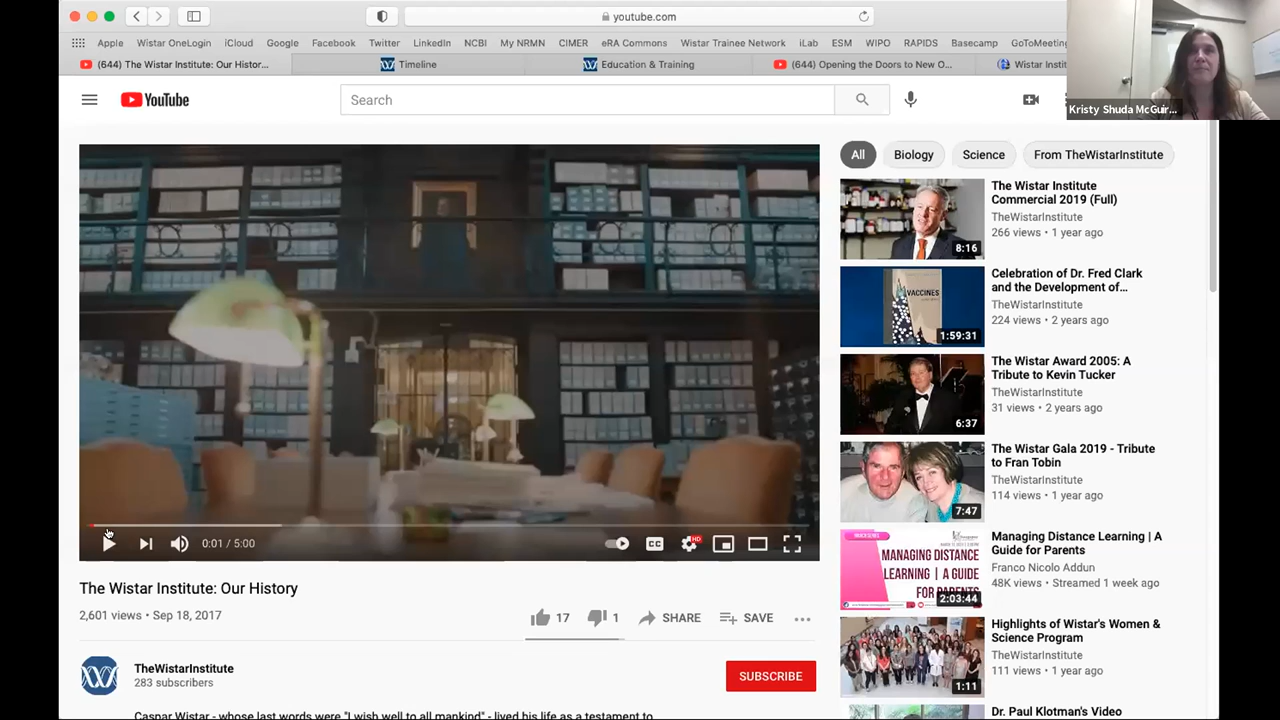 youtube.com
Apple Wistar OneLogin iCloud Google Facebook Twitter LinkedIn NCBI My NRMN CIMER eRA Commons Wistar Trainee Network iLab ESM WIPO RAPIDS Basecamp GoToMeeting
(644) The Wistar Institute: Our Histor...
Timeline
Education & Training
(644) Opening the Doors to New O...
Wistar Instit
Kristy Shuda McGuir...
YouTube
Search
All
Biology
Science
From TheWistarInstitute
0:01 / 5:00
CC
HD
The Wistar Institute: Our History
2,601 views • Sep 18, 2017
17
1
SHARE
SAVE
TheWistarInstitute
283 subscribers
SUBSCRIBE
Caspar Wistar - whose last words were "I wish well to all mankind" - lived his life as a testament to
8:16
The Wistar Institute
Commercial 2019 (Full)
TheWistarInstitute
266 views • 1 year ago
VACCINES
1:59:31
Celebration of Dr. Fred Clark
and the Development of...
TheWistarInstitute
224 views • 2 years ago
6:37
The Wistar Award 2005: A
Tribute to Kevin Tucker
TheWistarInstitute
31 views • 2 years ago
7:47
The Wistar Gala 2019 - Tribute
to Fran Tobin
TheWistarInstitute
114 views • 1 year ago
MANAGING DISTANCE
LEARNING | A GUIDE
FOR PARENTS
2:03:44
Managing Distance Learning | A
Guide for Parents
Franco Nicolo Addun
48K views • Streamed 1 week ago
1:11
Highlights of Wistar's Women &
Science Program
TheWistarInstitute
111 views • 1 year ago
Dr. Paul Klotman's Video